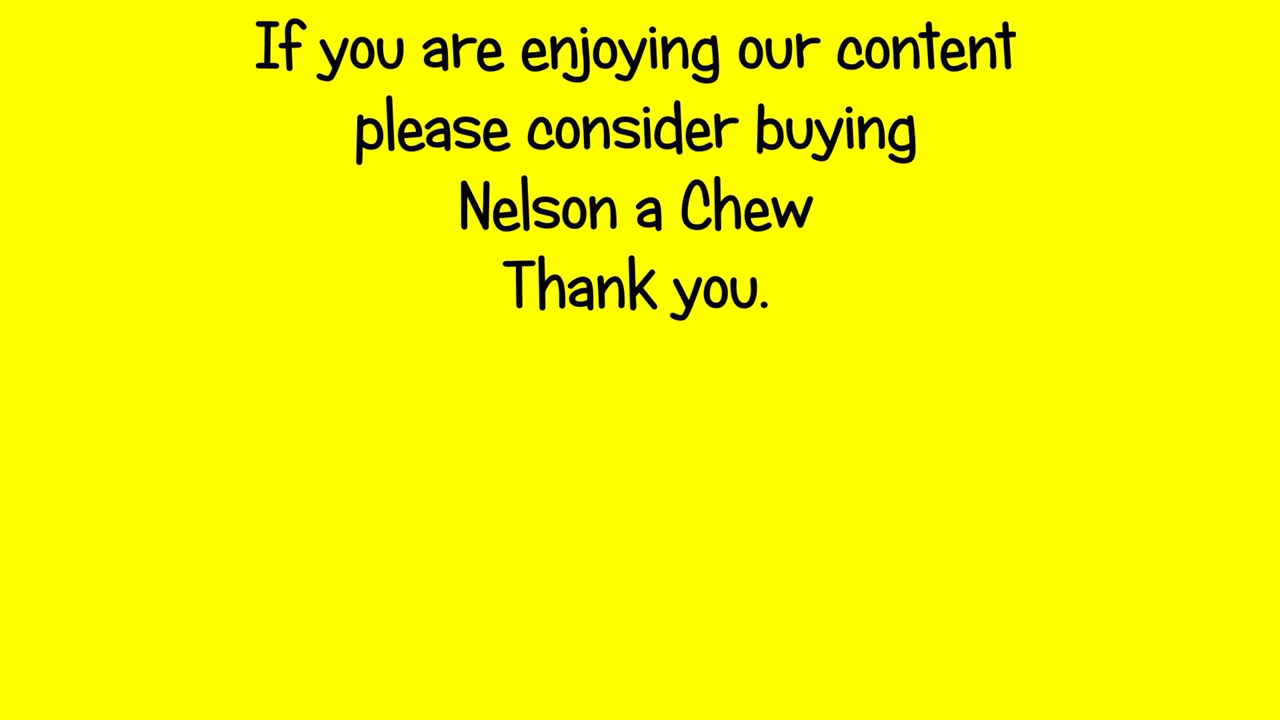 If you are enjoying our content
please consider buying
Nelson a Chew
Thank you.